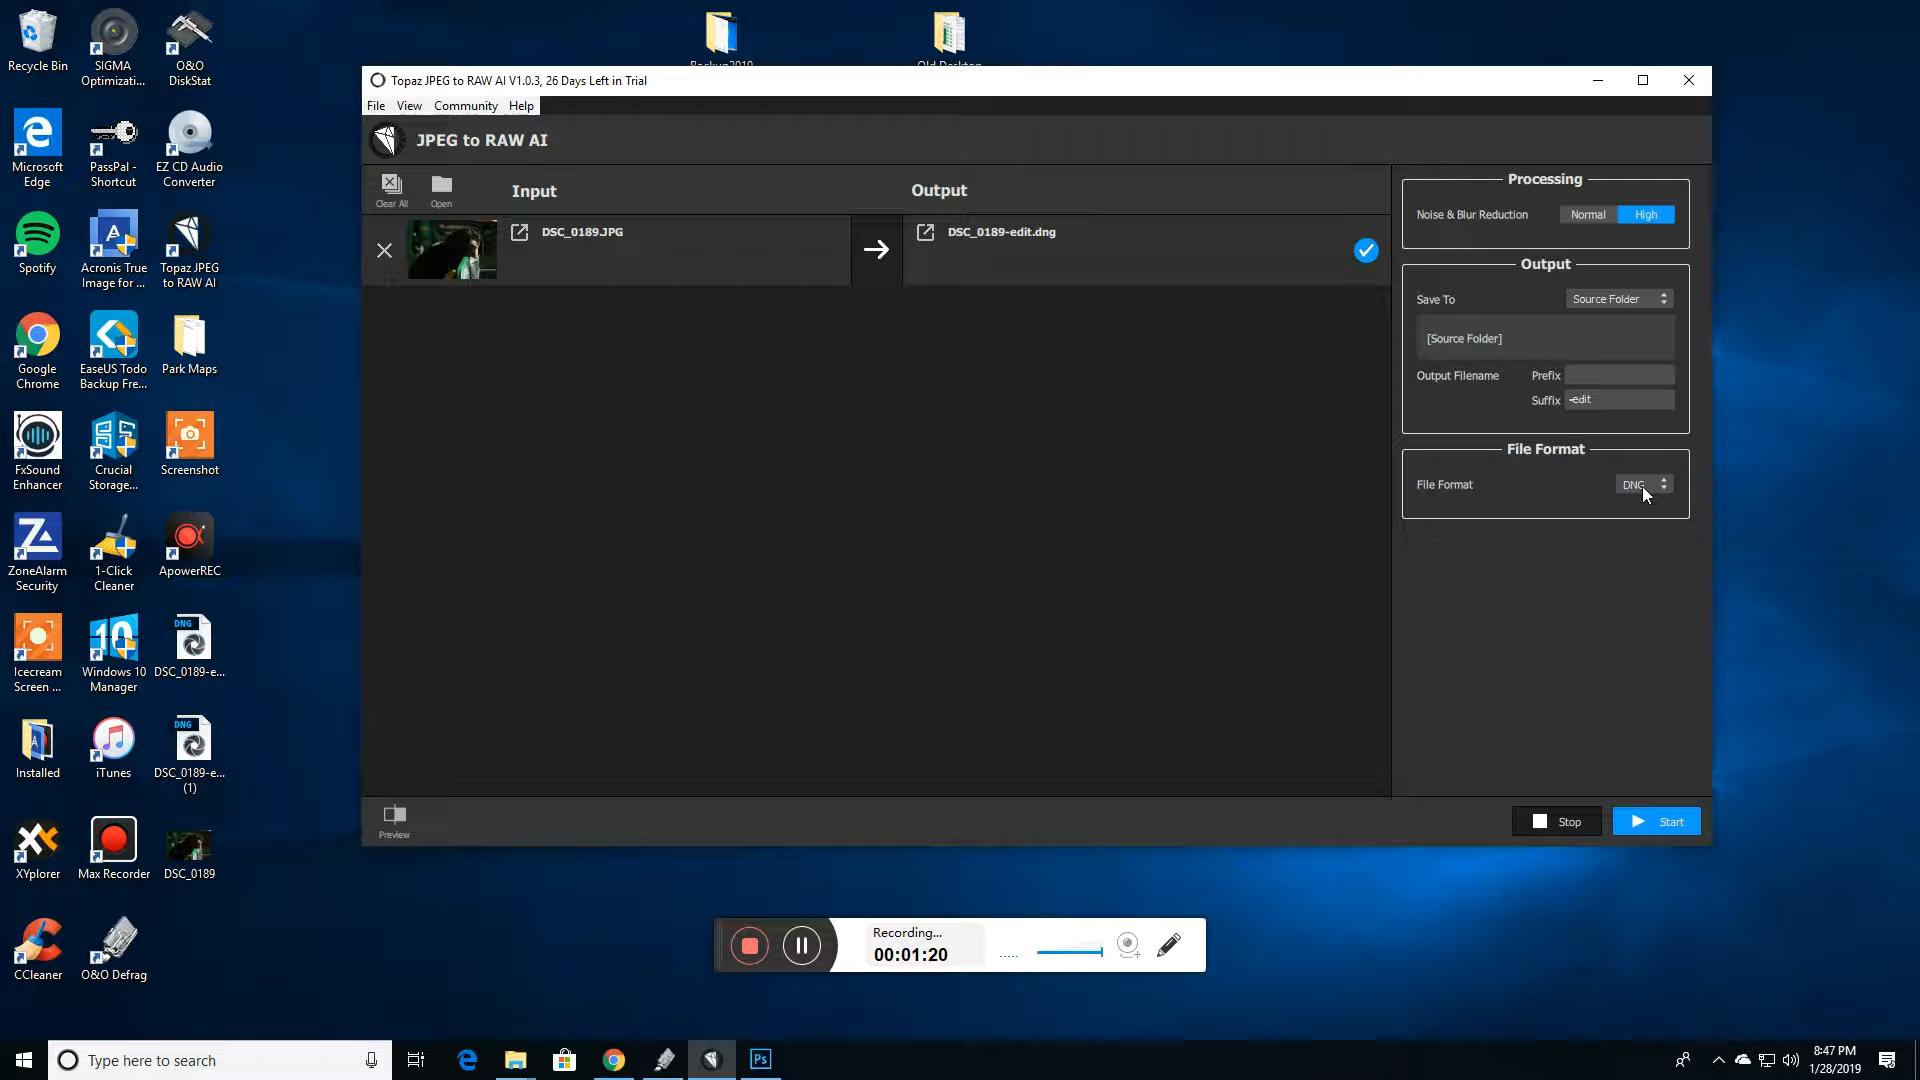 Recycle Bin
SIGMA
Optimizati...
O&O
DiskStat
Microsoft
Edge
PassPal -
Shortcut
EZ CD Audio
Converter
Spotify
Acronis True
Image for ...
Topaz JPEG
to RAW AI
Google
Chrome
EaseUS Todo
Backup Fre...
Park Maps
FxSound
Enhancer
Crucial
Storage...
Screenshot
ZoneAlarm
Security
1-Click
Cleaner
ApowerREC
Icecream
Screen ...
Windows 10
Manager
DNG
DSC_0189-e...
Installed
iTunes
DNG
DSC_0189-e...
(1)
XYplorer
Max Recorder
DSC_0189
CCleaner
O&O Defrag
Backup2019
Old Desktop
Topaz JPEG to RAW AI V1.0.3, 26 Days Left in Trial
File View Community Help
JPEG to RAW AI
Clear All
Open
Input
Output
DSC_0189.JPG
DSC_0189-edit.dng
Processing
Noise & Blur Reduction Normal High
Output
Save To Source Folder
[Source Folder]
Output Filename Prefix
Suffix -edit
File Format
File Format DNG
Preview
Stop
Start
Recording...
00:01:20
Type here to search
Ps
8:47 PM
1/28/2019